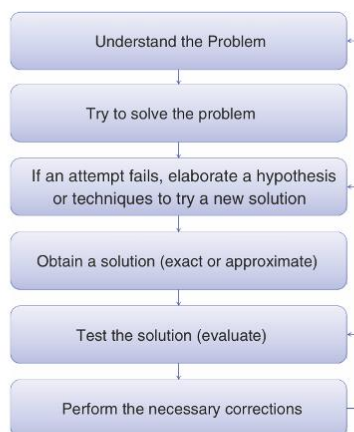 Understand the Problem
Try to solve the problem
If an attempt fails, elaborate a hypothesis
or techniques to try a new solution
Obtain a solution (exact or approximate)
Test the solution (evaluate)
Perform the necessary corrections